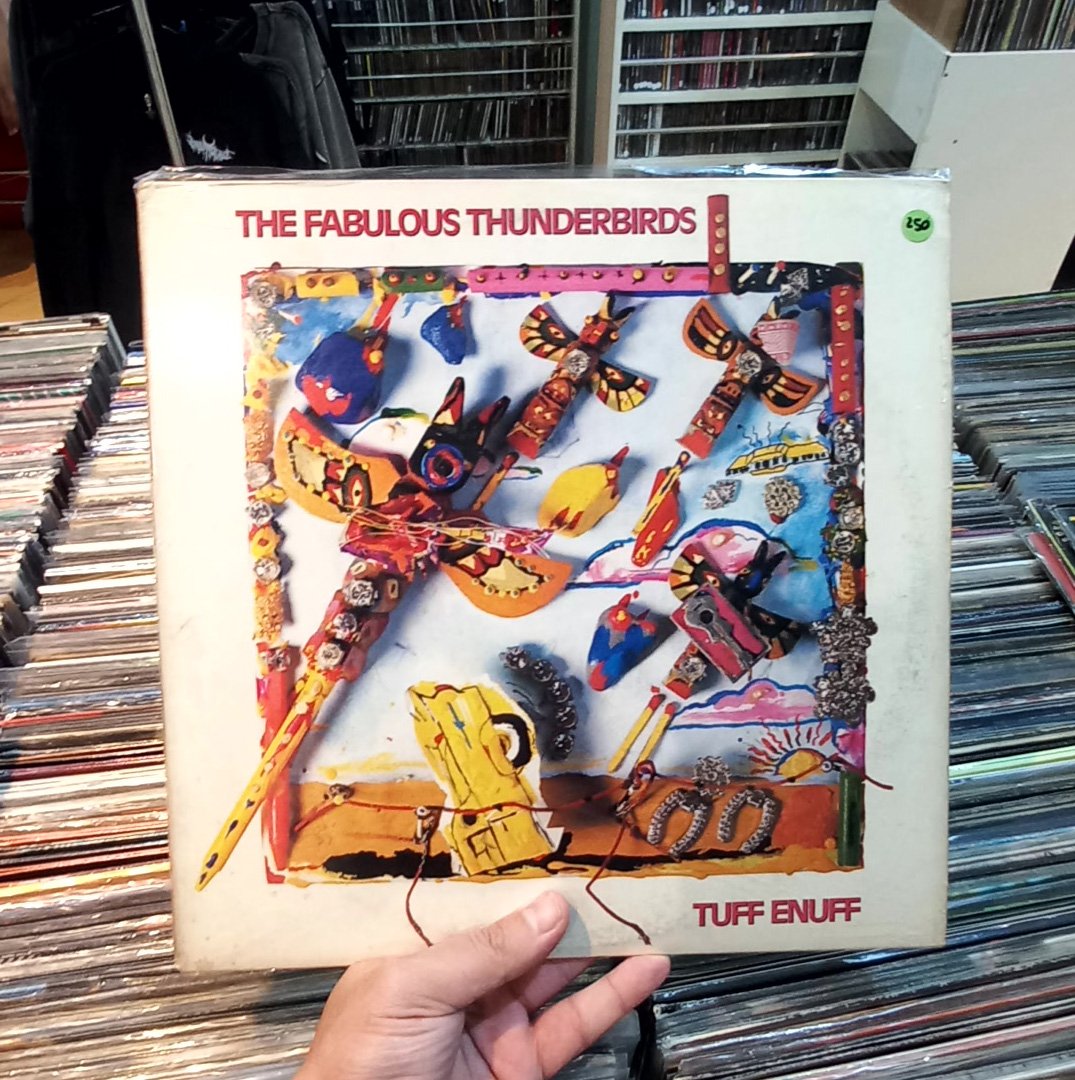 THE FABULOUS THUNDERBIRDS
250
TUFF ENUFF